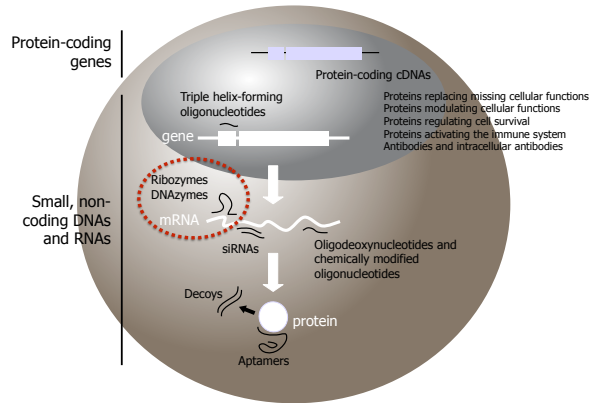 Protein-coding
genes
Protein-coding cDNAs
Proteins replacing missing cellular functions
Proteins modulating cellular functions
Proteins regulating cell survival
Proteins activating the immune system
Antibodies and intracellular antibodies
Triple helix-forming
oligonucleotides
gene
Ribozymes
DNAzymes
mRNA
Small, non-
coding DNAs
and RNAs
siRNAs
Oligodeoxynucleotides and
chemically modified
oligonucleotides
Decoys
protein
Aptamers